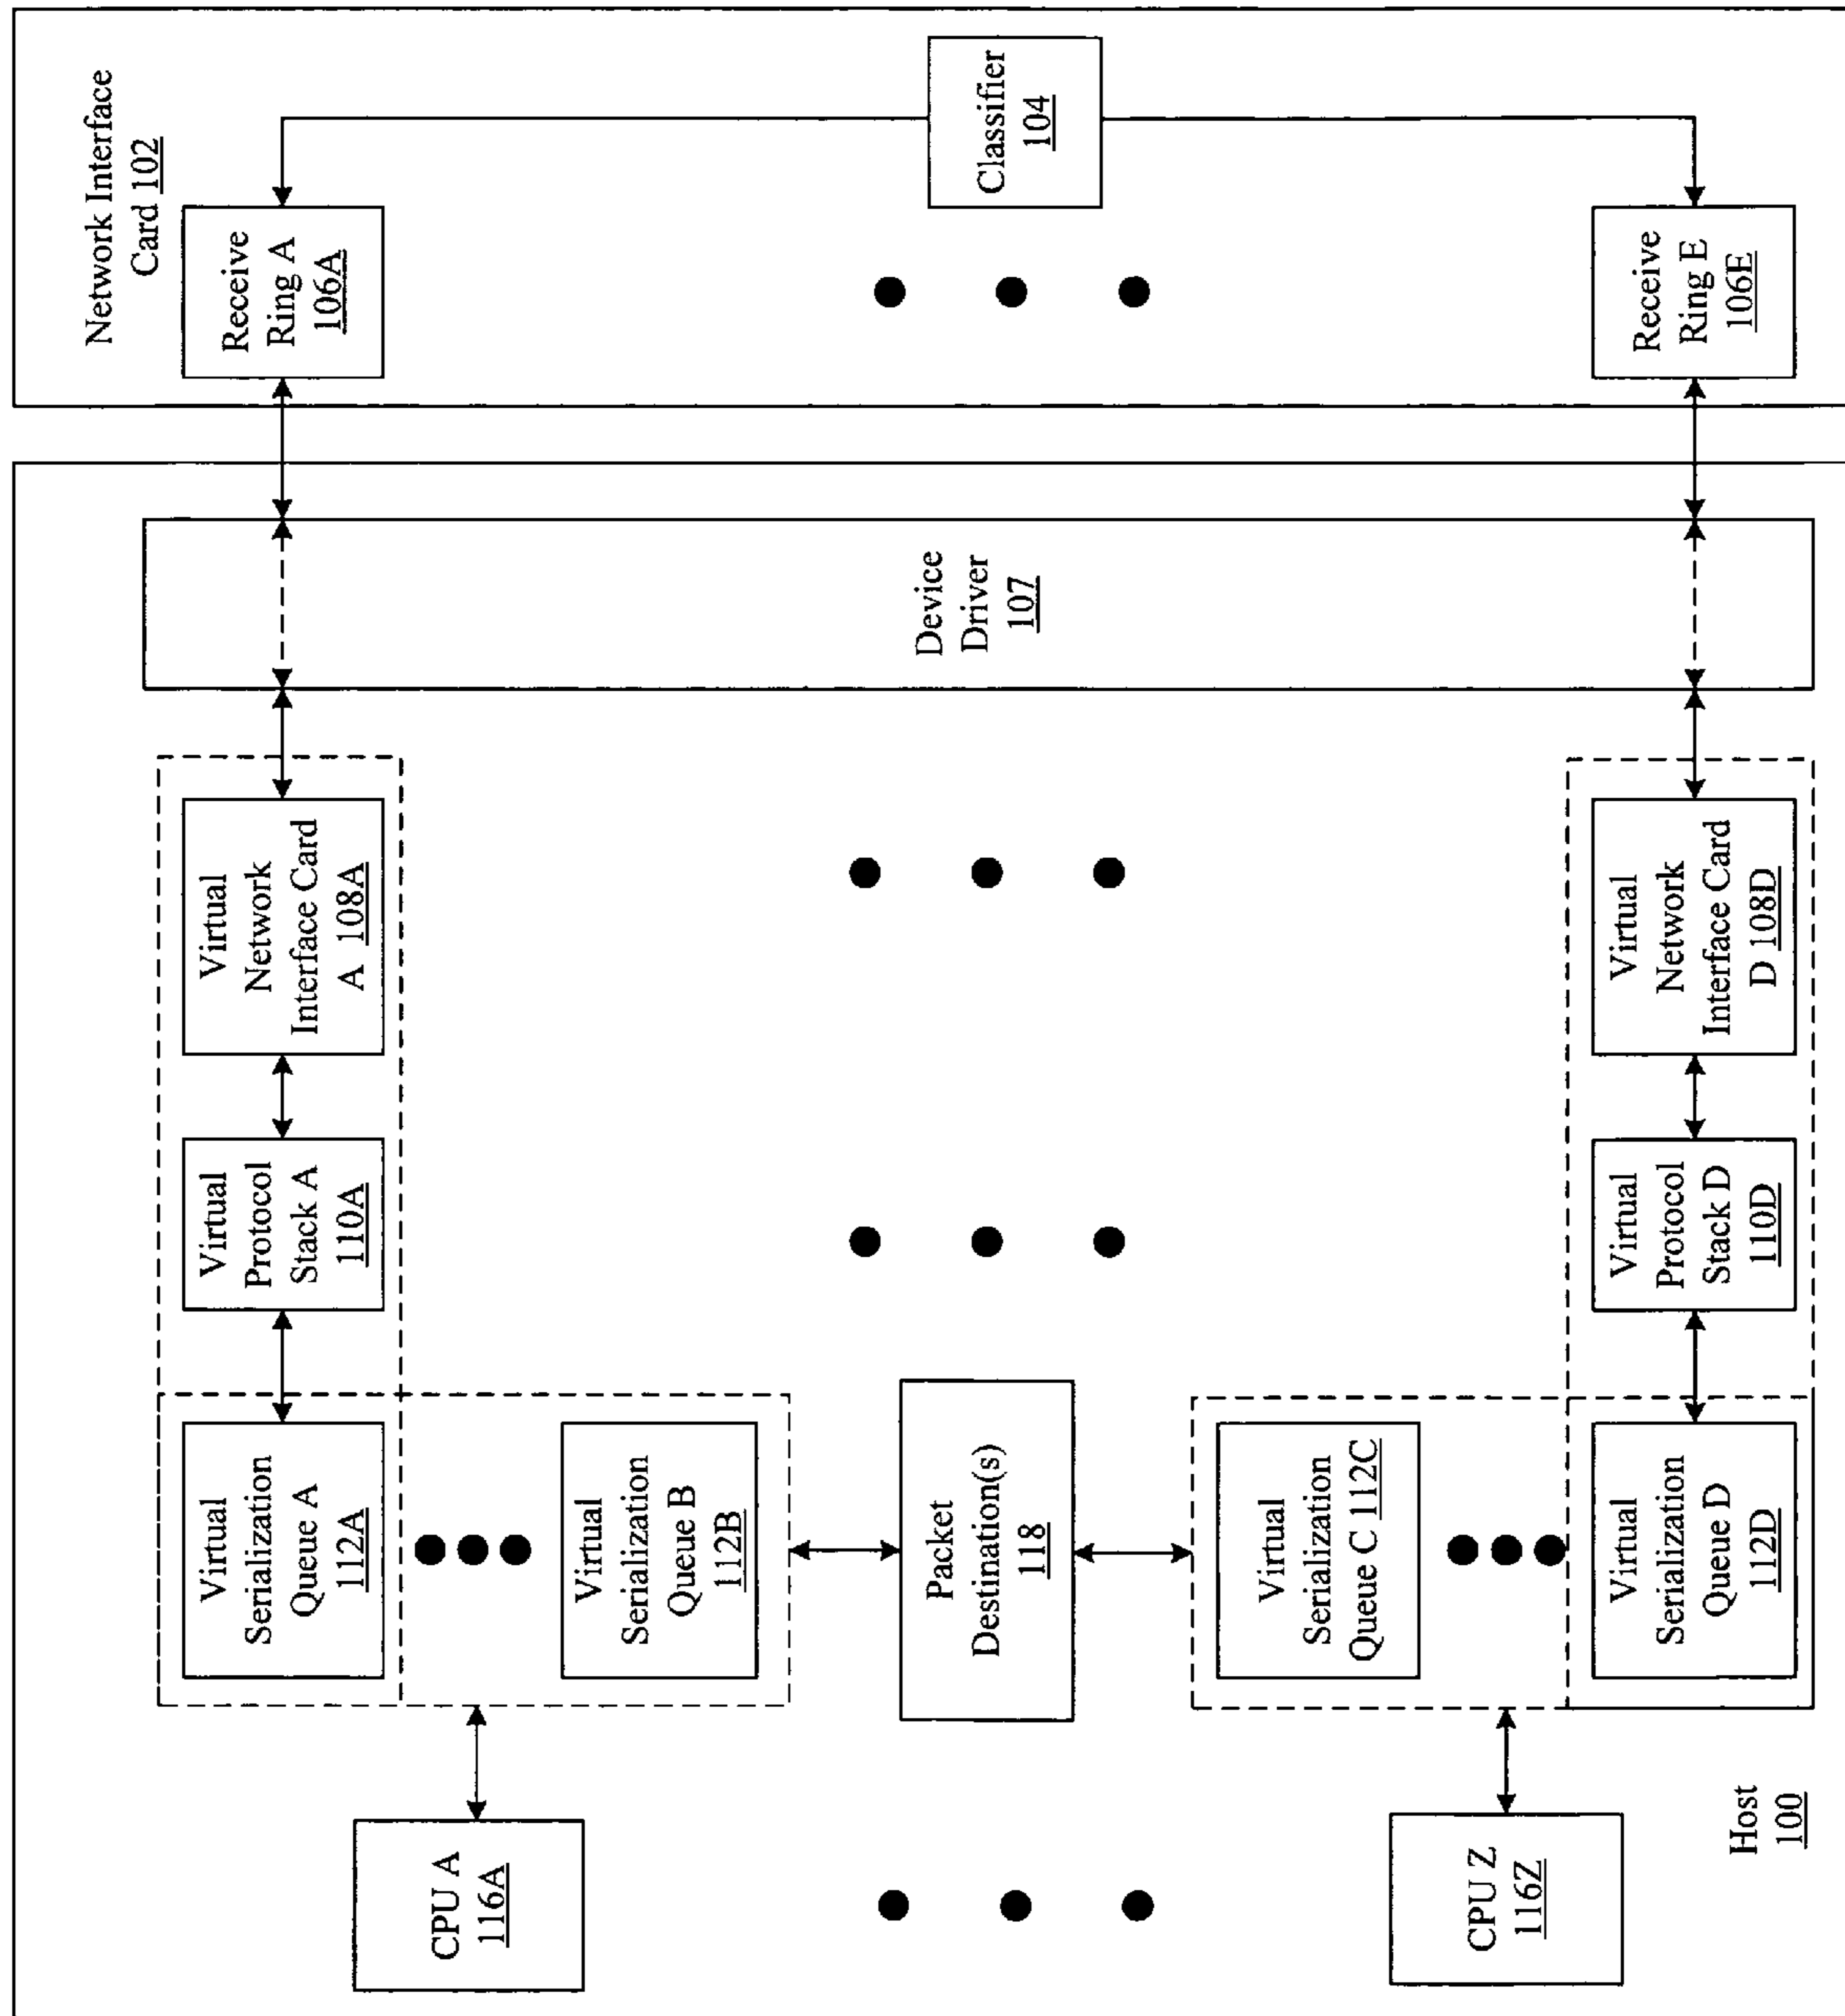 Network Interface
Card 102
Receive
Ring A
106A
Classifier
104
Receive
Ring E
106E
Device
Driver
107
Virtual
Network
Interface Card
A 108A
Virtual
Network
Interface Card
D 108D
Virtual
Protocol
Stack A
110A
Virtual
Protocol
Stack D
110D
Virtual
Serialization
Queue A
112A
Virtual
Serialization
Queue B
112B
Packet
Destination(s)
118
Virtual
Serialization
Queue C 112C
Virtual
Serialization
Queue D
112D
CPU A
116A
CPU Z
116Z
Host
100